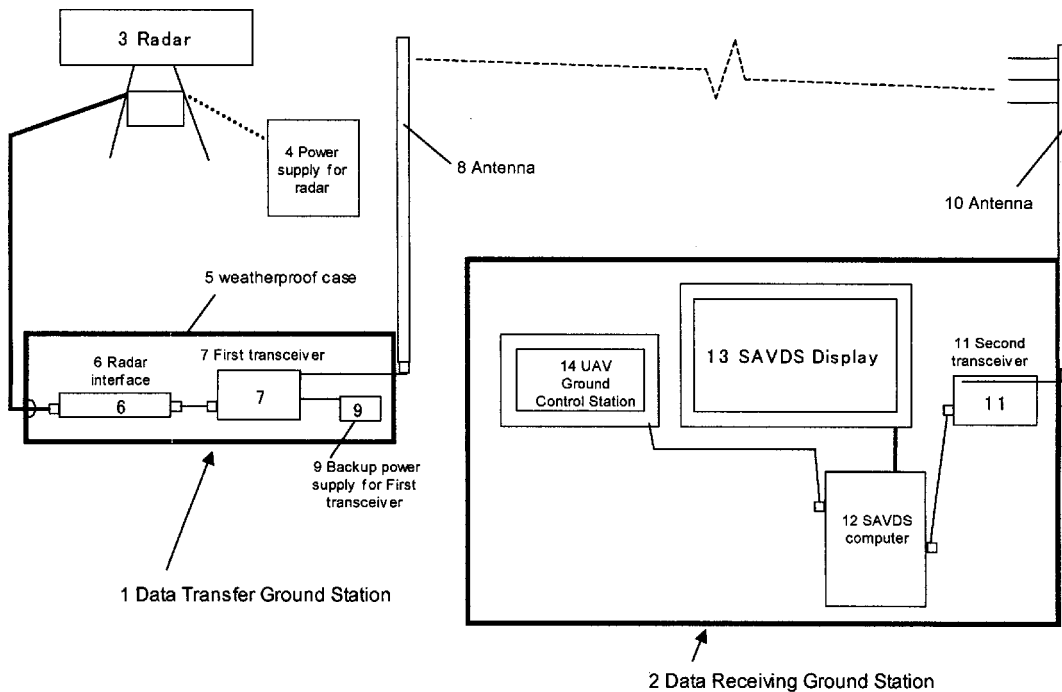 3 Radar
4 Power
supply for
radar
8 Antenna
10 Antenna
5 weatherproof case
6 Radar
interface
7 First transceiver
6
7
9
9 Backup power
supply for First
transceiver
1 Data Transfer Ground Station
14 UAV
Ground
Control Station
13 SAVDS Display
11 Second
transceiver
11
12 SAVDS
computer
2 Data Receiving Ground Station